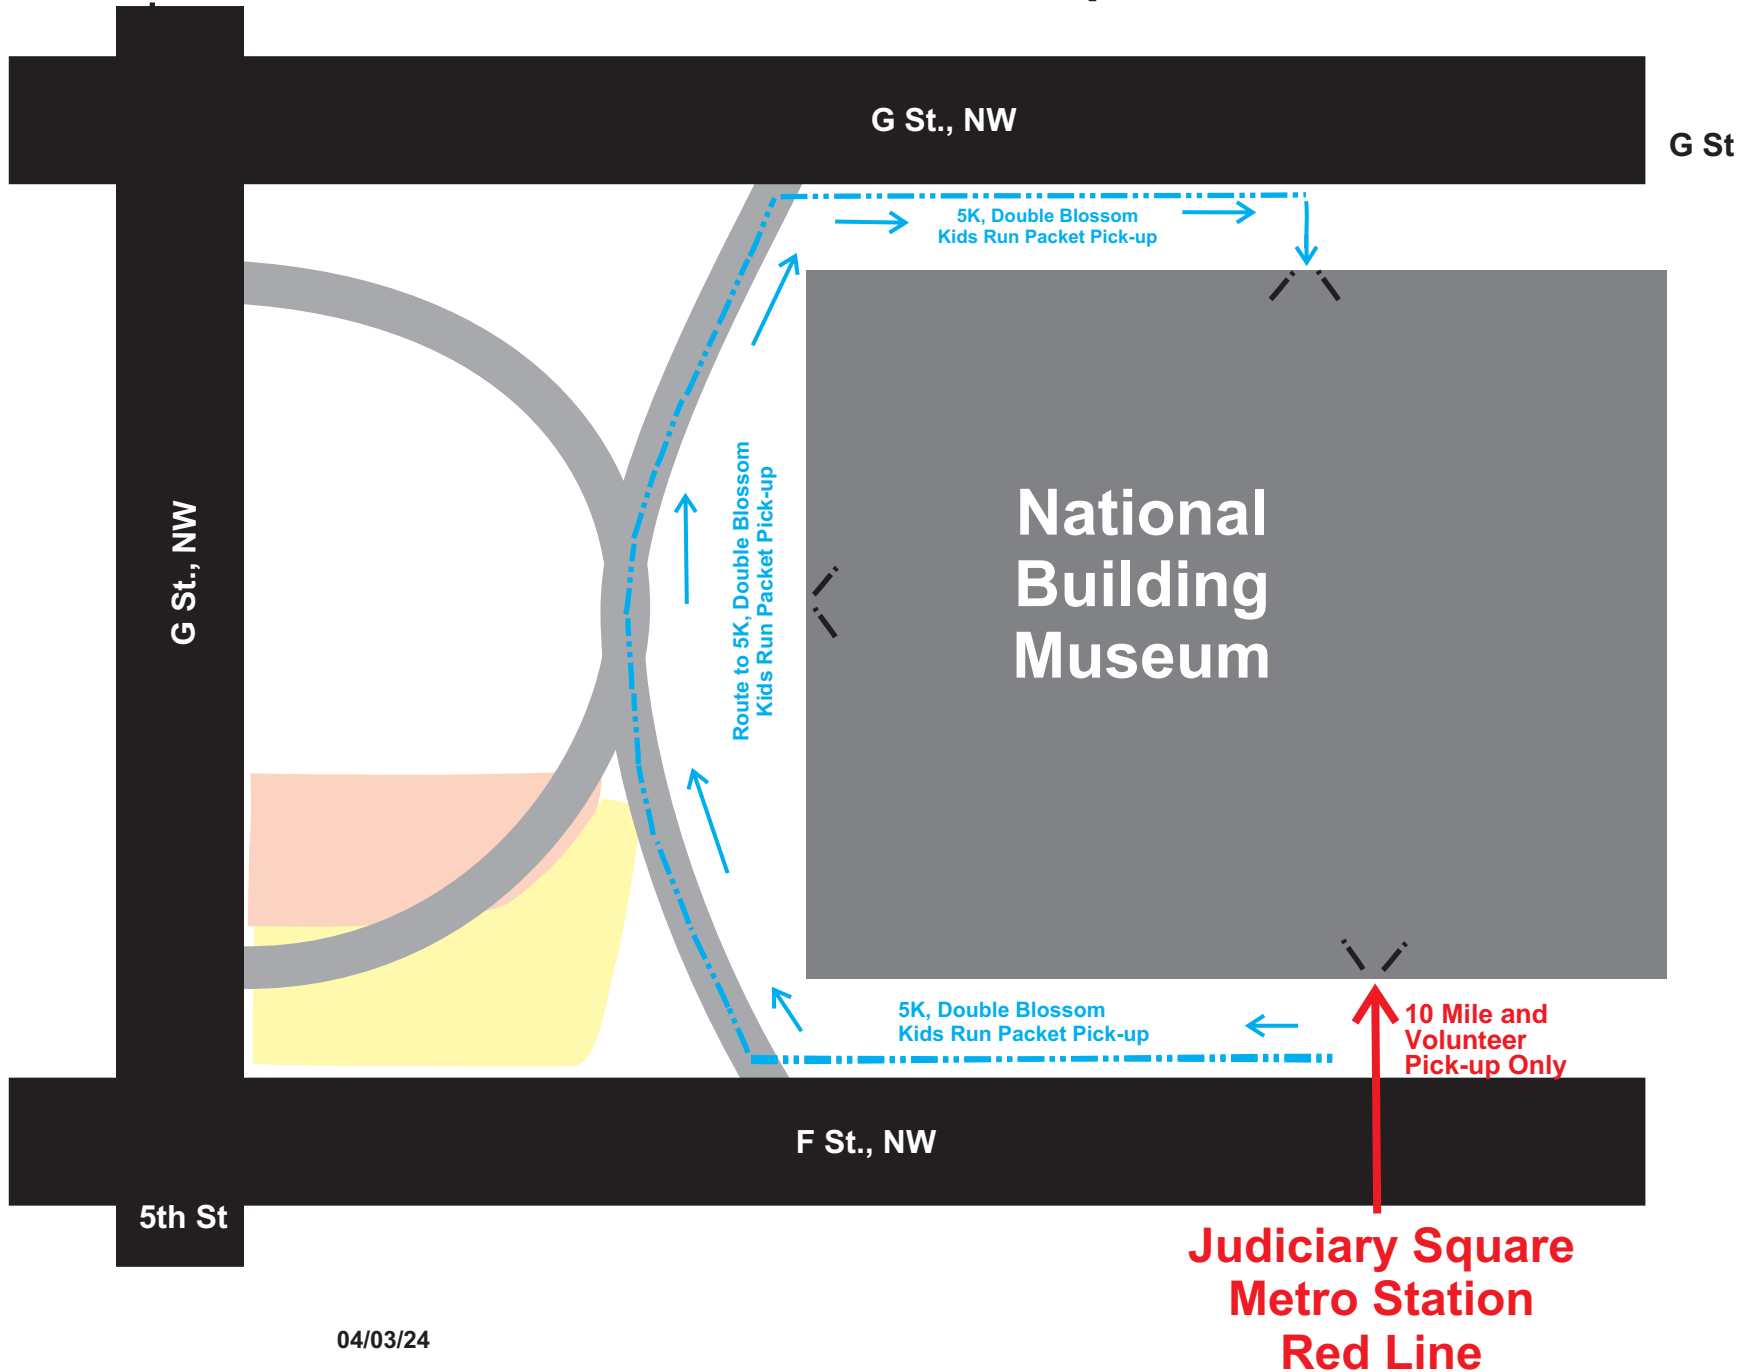 G St., NW
G St
5K, Double Blossom
Kids Run Packet Pick-up
G St., NW
Route to 5K, Double Blossom
Kids Run Packet Pick-up
National
Building
Museum
5K, Double Blossom
Kids Run Packet Pick-up
10 Mile and
Volunteer
Pick-up Only
F St., NW
5th St
Judiciary Square
Metro Station
Red Line
04/03/24